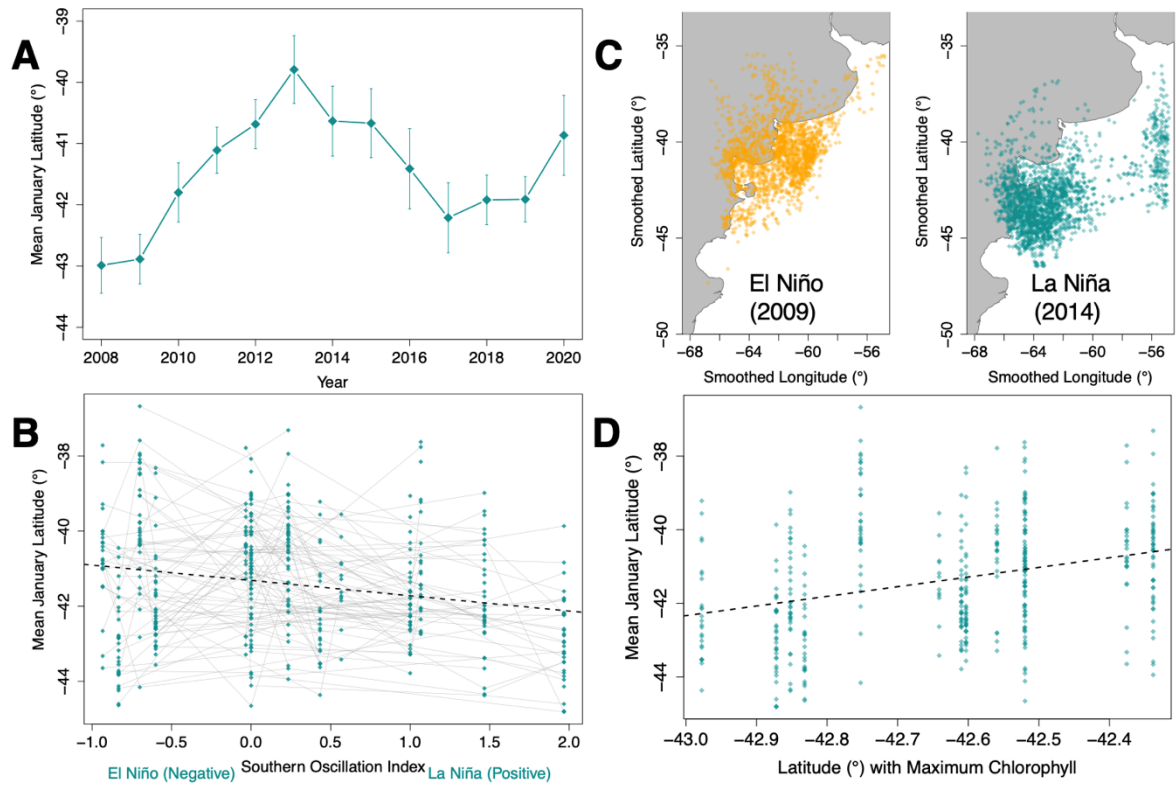 A
Mean January Latitude (°)
−39
−40
−41
−42
−43
−44
2008
2010
2012
2014
2016
2018
2020
Year
C
Smoothed Latitude (°)
−35
−40
−45
−50
El Niño
(2009)
−68
−64
−60
−56
Smoothed Longitude (°)
Smoothed Latitude (°)
−35
−40
−45
−50
La Niña
(2014)
−68
−64
−60
−56
Smoothed Longitude (°)
B
Mean January Latitude (°)
−38
−40
−42
−44
−1.0
−0.5
0.0
0.5
1.0
1.5
2.0
El Niño (Negative)
Southern Oscillation Index
La Niña (Positive)
D
Mean January Latitude (°)
−38
−40
−42
−44
−43.0
−42.9
−42.8
−42.7
−42.6
−42.5
−42.4
Latitude (°) with Maximum Chlorophyll